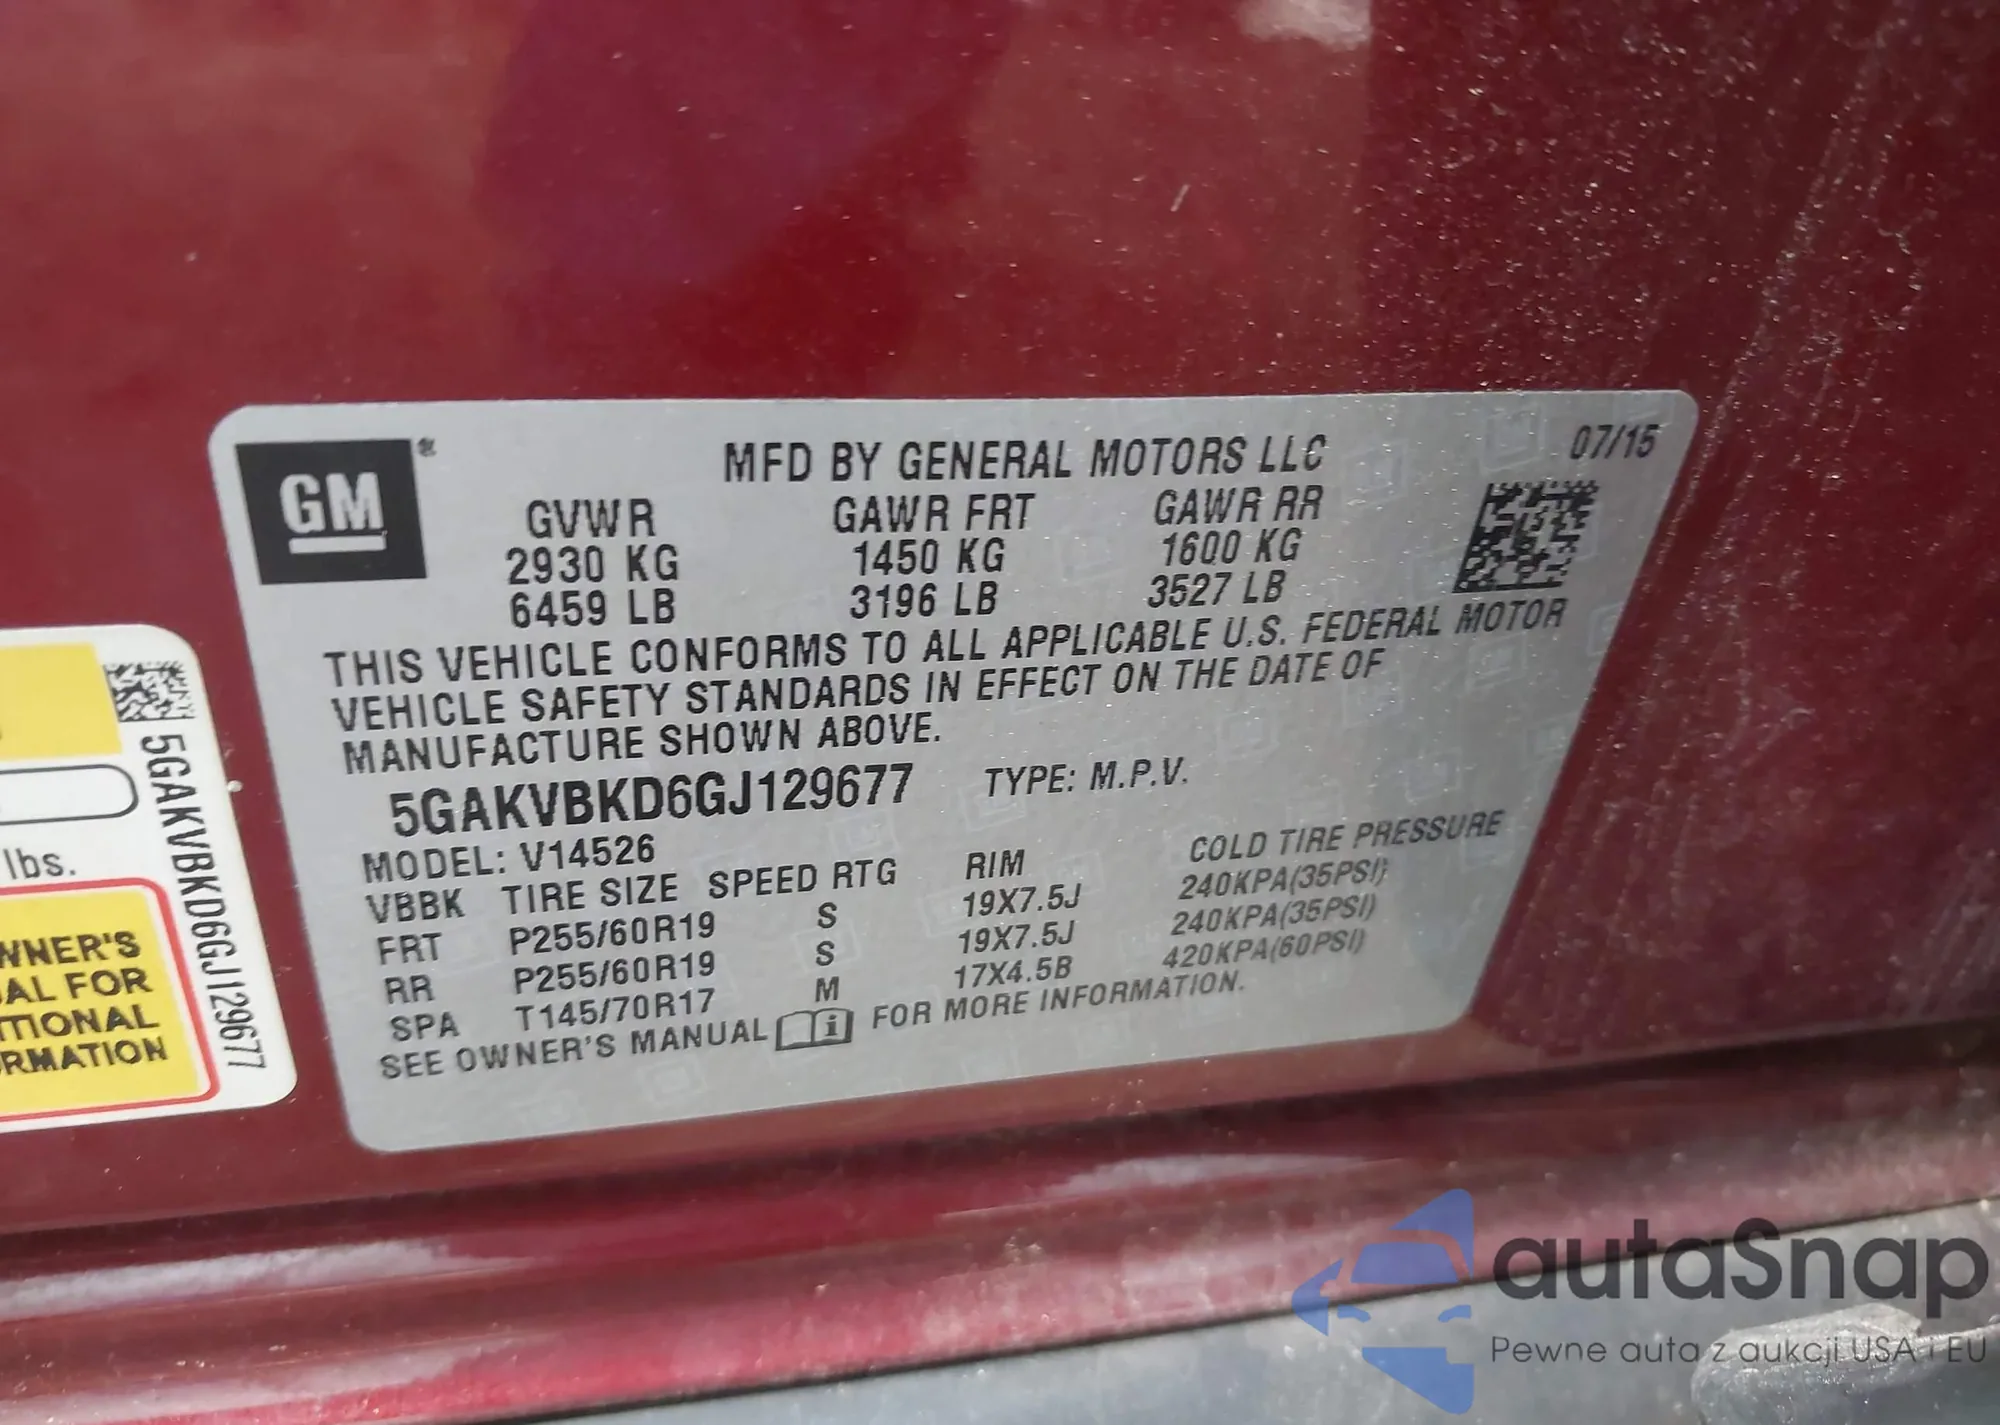 GM ®
MFD BY GENERAL MOTORS LLC 07/15
GVWR GAWR FRT GAWR RR
2930 KG 1450 KG 1600 KG
6459 LB 3196 LB 3527 LB
THIS VEHICLE CONFORMS TO ALL APPLICABLE U.S. FEDERAL MOTOR
VEHICLE SAFETY STANDARDS IN EFFECT ON THE DATE OF
MANUFACTURE SHOWN ABOVE.
5GAKVBKD6GJ129677 TYPE: M.P.V.
MODEL: V14526
VBBK TIRE SIZE SPEED RTG RIM COLD TIRE PRESSURE
FRT P255/60R19 S 19X7.5J 240KPA(35PSI)
RR P255/60R19 S 19X7.5J 240KPA(35PSI)
SPA T145/70R17 M 17X4.5B 420KPA(60PSI)
SEE OWNER'S MANUAL i FOR MORE INFORMATION.
5GAKVBKD6GJ129677
lbs.
WNER'S
AL FOR
TIONAL
RMATION
autaSnap
Pewne auta z aukcji USA i EU